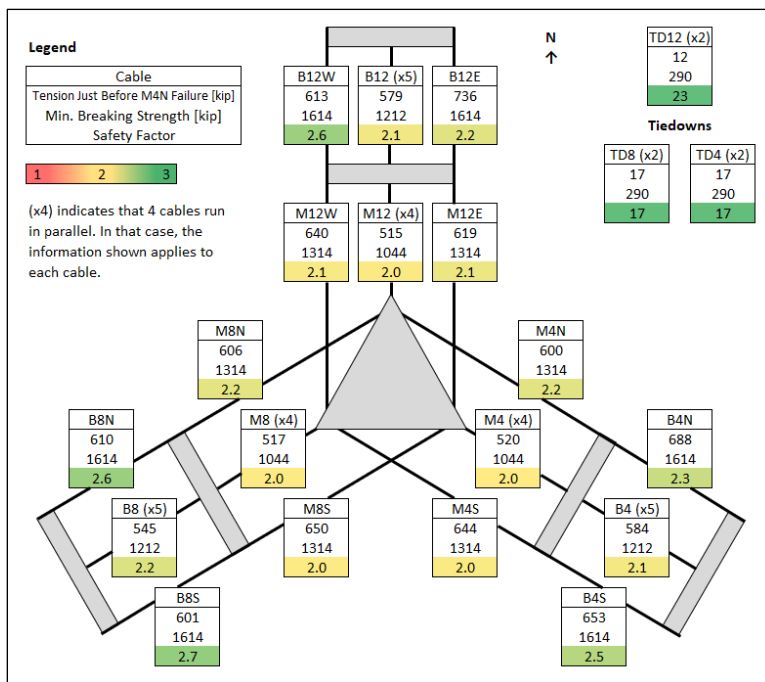 Legend
Cable
Tension Just Before M4N Failure [kip]
Min. Breaking Strength [kip]
Safety Factor
1 2 3
(x4) indicates that 4 cables run
in parallel. In that case, the
information shown applies to
each cable.
N
↑
B12W
613
1614
2.6
B12 (x5)
579
1212
2.1
B12E
736
1614
2.2
TD12 (x2)
12
290
23
Tiedowns
TD8 (x2)
17
290
17
TD4 (x2)
17
290
17
M12W
640
1314
2.1
M12 (x4)
515
1044
2.0
M12E
619
1314
2.1
M8N
606
1314
2.2
M4N
600
1314
2.2
B8N
610
1614
2.6
M8 (x4)
517
1044
2.0
M4 (x4)
520
1044
2.0
B4N
688
1614
2.3
B8 (x5)
545
1212
2.2
M8S
650
1314
2.0
M4S
644
1314
2.0
B4 (x5)
584
1212
2.1
B8S
601
1614
2.7
B4S
653
1614
2.5